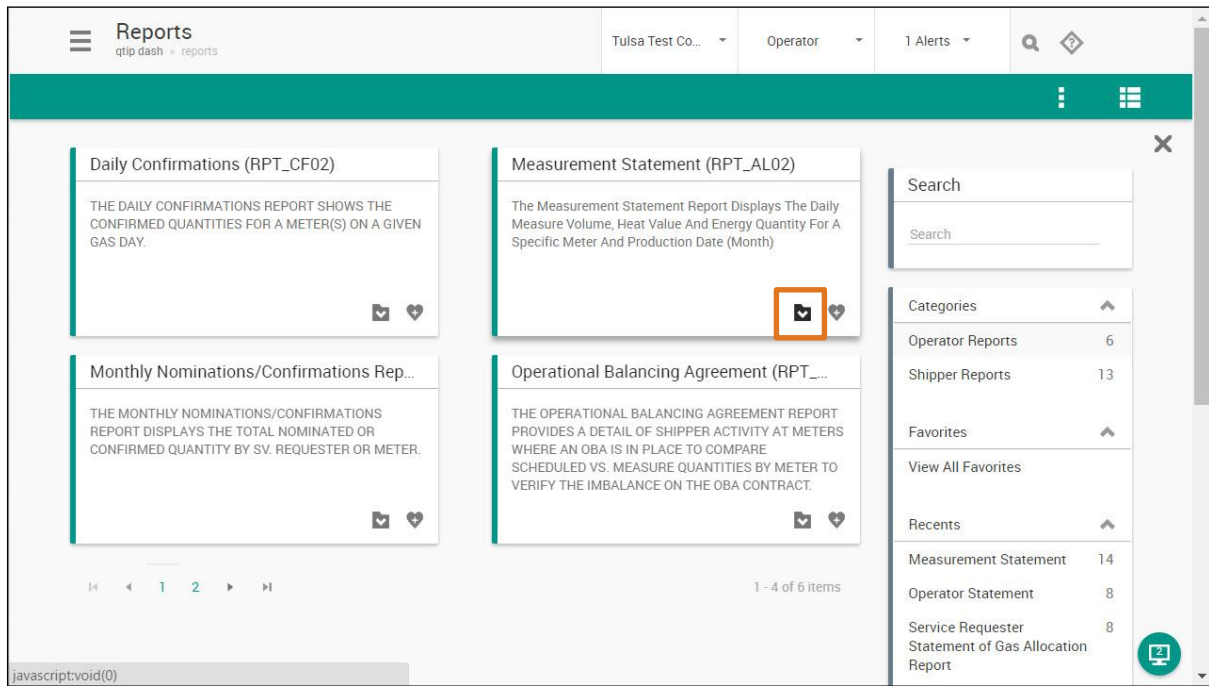 Reports
qtip dash » reports
Tulsa Test Co...
Operator
1 Alerts
Daily Confirmations (RPT_CF02)
THE DAILY CONFIRMATIONS REPORT SHOWS THE
CONFIRMED QUANTITIES FOR A METER(S) ON A GIVEN
GAS DAY.
Measurement Statement (RPT_AL02)
The Measurement Statement Report Displays The Daily
Measure Volume, Heat Value And Energy Quantity For A
Specific Meter And Production Date (Month)
Monthly Nominations/Confirmations Rep...
THE MONTHLY NOMINATIONS/CONFIRMATIONS
REPORT DISPLAYS THE TOTAL NOMINATED OR
CONFIRMED QUANTITY BY SV. REQUESTER OR METER.
Operational Balancing Agreement (RPT_...
THE OPERATIONAL BALANCING AGREEMENT REPORT
PROVIDES A DETAIL OF SHIPPER ACTIVITY AT METERS
WHERE AN OBA IS IN PLACE TO COMPARE
SCHEDULED VS. MEASURE QUANTITIES BY METER TO
VERIFY THE IMBALANCE ON THE OBA CONTRACT.
1 2
1 - 4 of 6 items
Search
Search
Categories
Operator Reports 6
Shipper Reports 13
Favorites
View All Favorites
Recents
Measurement Statement 14
Operator Statement 8
Service Requester 8
Statement of Gas Allocation
Report
2
javascript:void(0)